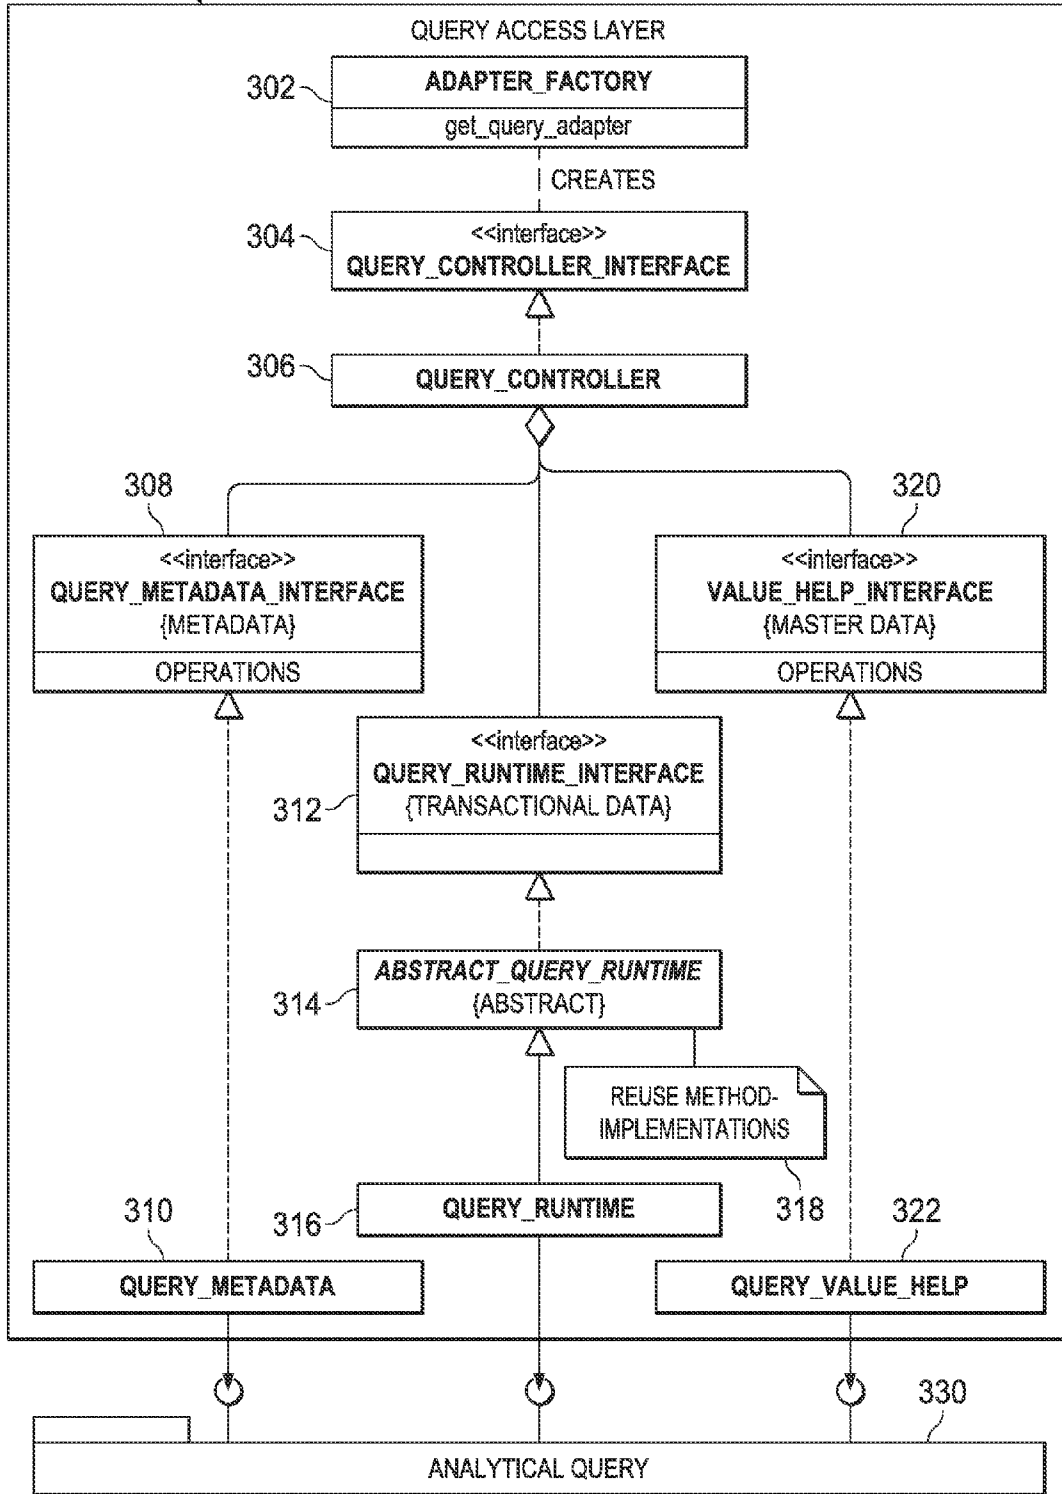 QUERY ACCESS LAYER
302
ADAPTER_FACTORY
get_query_adapter
CREATES
304
<<interface>>
QUERY_CONTROLLER_INTERFACE
306
QUERY_CONTROLLER
308
320
<<interface>>
QUERY_METADATA_INTERFACE
{METADATA}
OPERATIONS
<<interface>>
VALUE_HELP_INTERFACE
{MASTER DATA}
OPERATIONS
312
<<interface>>
QUERY_RUNTIME_INTERFACE
{TRANSACTIONAL DATA}
314
ABSTRACT_QUERY_RUNTIME
{ABSTRACT}
REUSE METHOD-
IMPLEMENTATIONS
318
316
QUERY_RUNTIME
310
322
QUERY_METADATA
QUERY_VALUE_HELP
330
ANALYTICAL QUERY